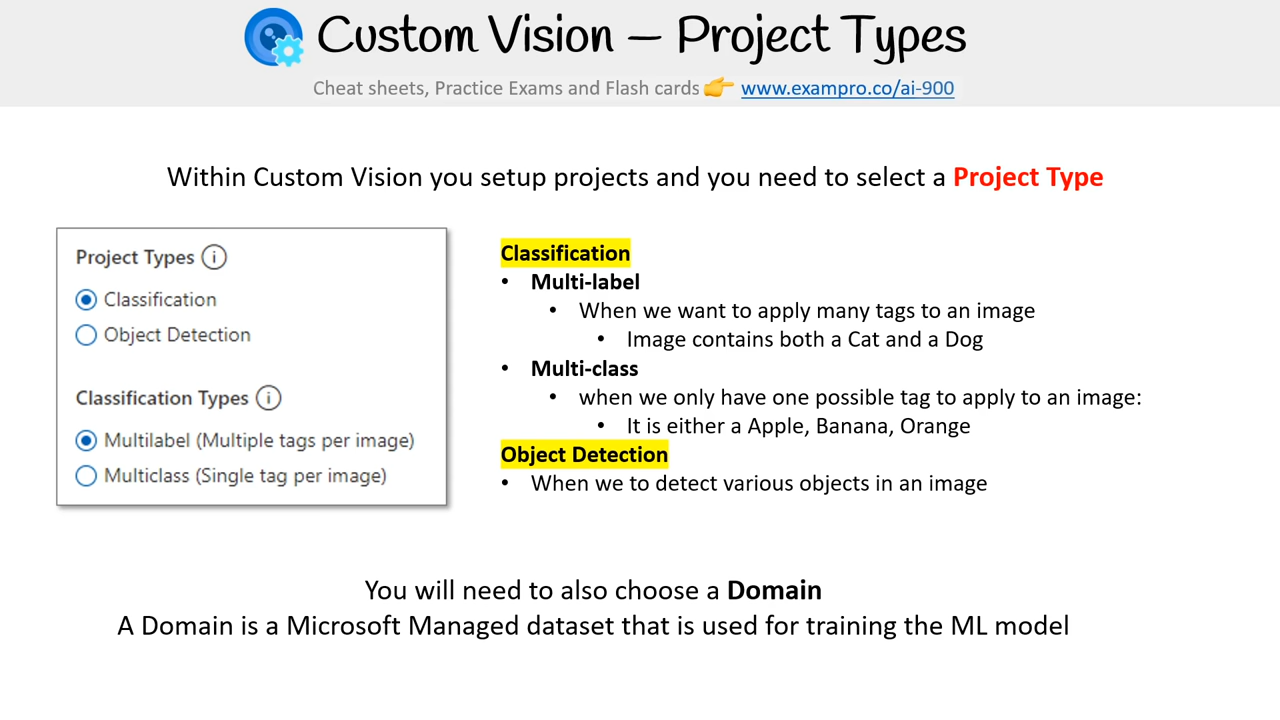 Custom Vision – Project Types
Cheat sheets, Practice Exams and Flash cards 👉 www.exampro.co/ai-900
Within Custom Vision you setup projects and you need to select a Project Type
Project Types
Classification
Object Detection
Classification Types
Multilabel (Multiple tags per image)
Multiclass (Single tag per image)
Classification
• Multi-label
• When we want to apply many tags to an image
• Image contains both a Cat and a Dog
• Multi-class
• when we only have one possible tag to apply to an image:
• It is either a Apple, Banana, Orange
Object Detection
• When we to detect various objects in an image
You will need to also choose a Domain
A Domain is a Microsoft Managed dataset that is used for training the ML model